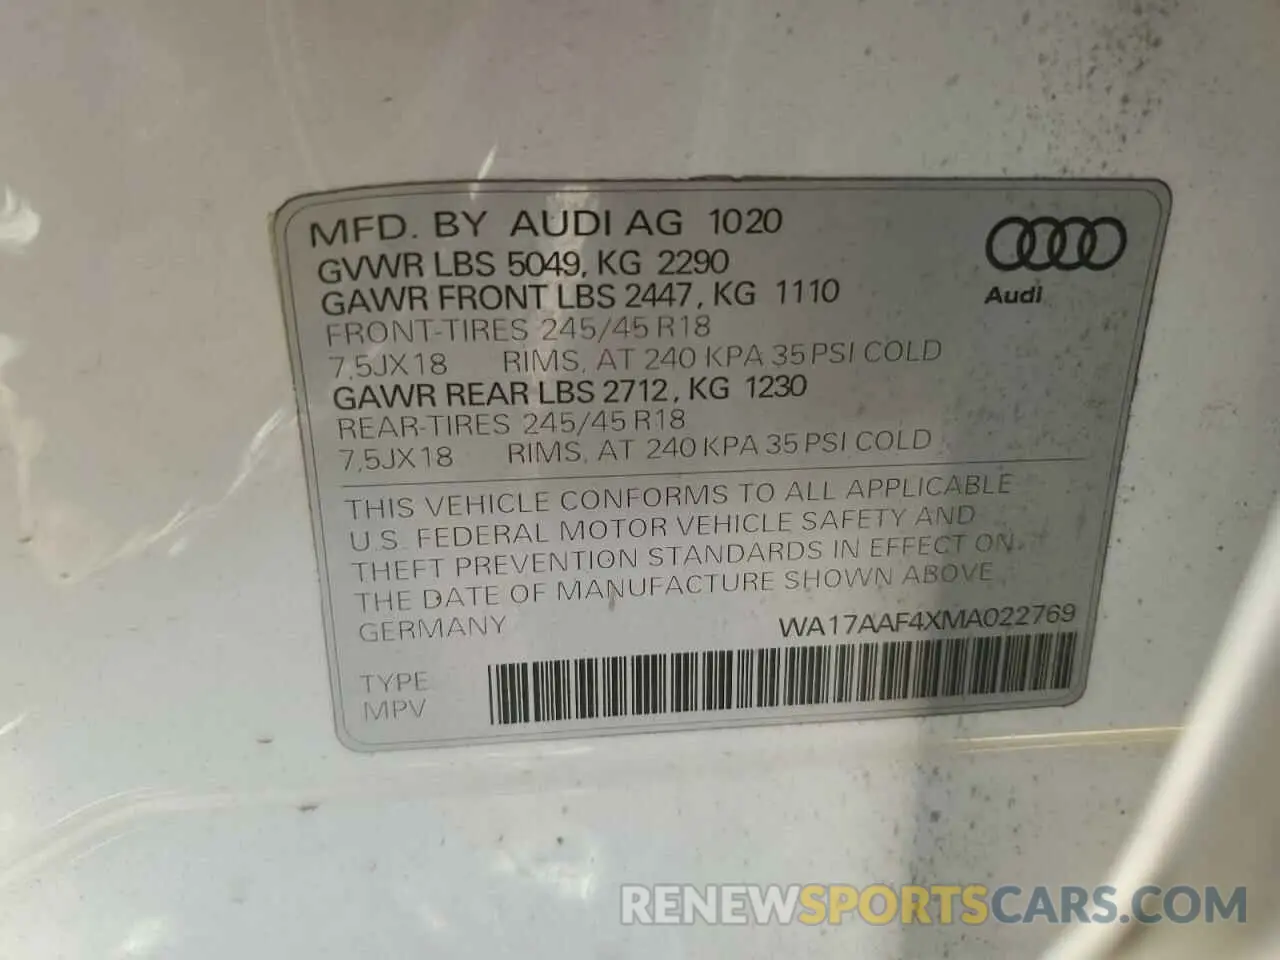 MFD. BY AUDI AG 1020
GVWR LBS 5049, KG 2290
GAWR FRONT LBS 2447, KG 1110
FRONT-TIRES 245/45 R18
7,5JX18 RIMS, AT 240 KPA 35 PSI COLD
GAWR REAR LBS 2712, KG 1230
REAR-TIRES 245/45 R18
7,5JX18 RIMS, AT 240 KPA 35 PSI COLD
Audi
THIS VEHICLE CONFORMS TO ALL APPLICABLE
U.S. FEDERAL MOTOR VEHICLE SAFETY AND
THEFT PREVENTION STANDARDS IN EFFECT ON
THE DATE OF MANUFACTURE SHOWN ABOVE
GERMANY WA17AAF4XMA022769
TYPE
MPV
RENEWSPORTSCARS.COM